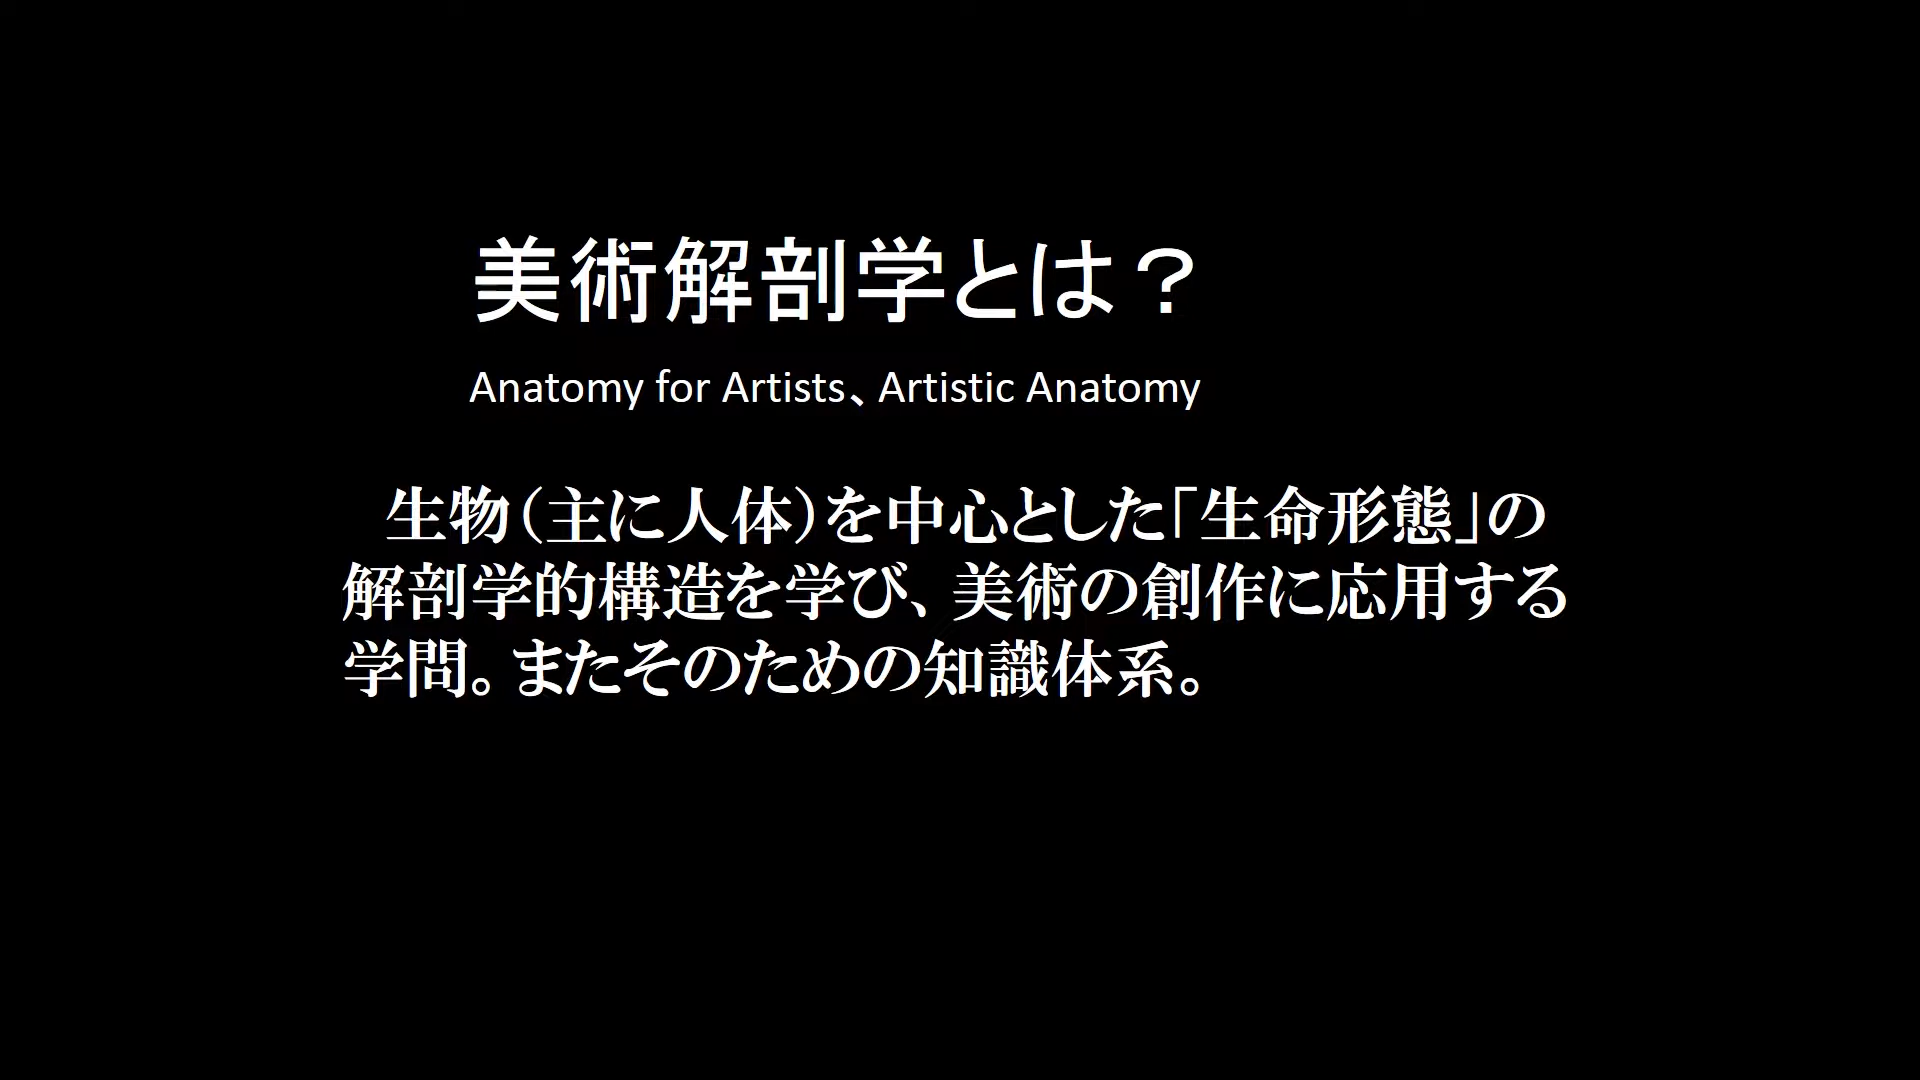 美術解剖学とは？
Anatomy for Artists、Artistic Anatomy
生物（主に人体）を中心とした「生命形態」の
解剖学的構造を学び、美術の創作に応用する
学問。またそのための知識体系。